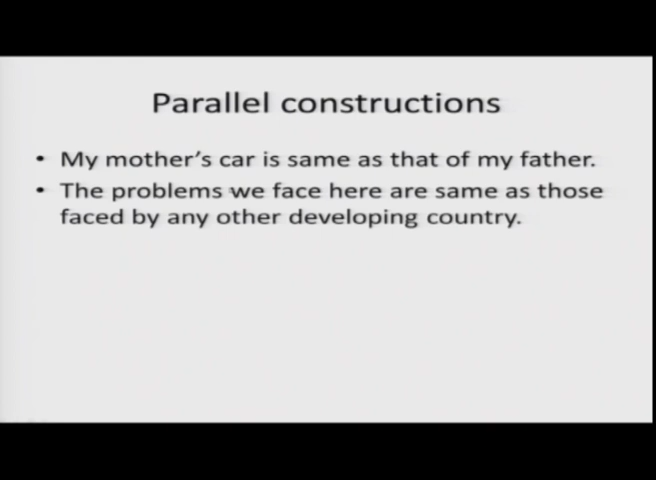 Parallel constructions
• My mother's car is same as that of my father.
• The problems we face here are same as those
faced by any other developing country.